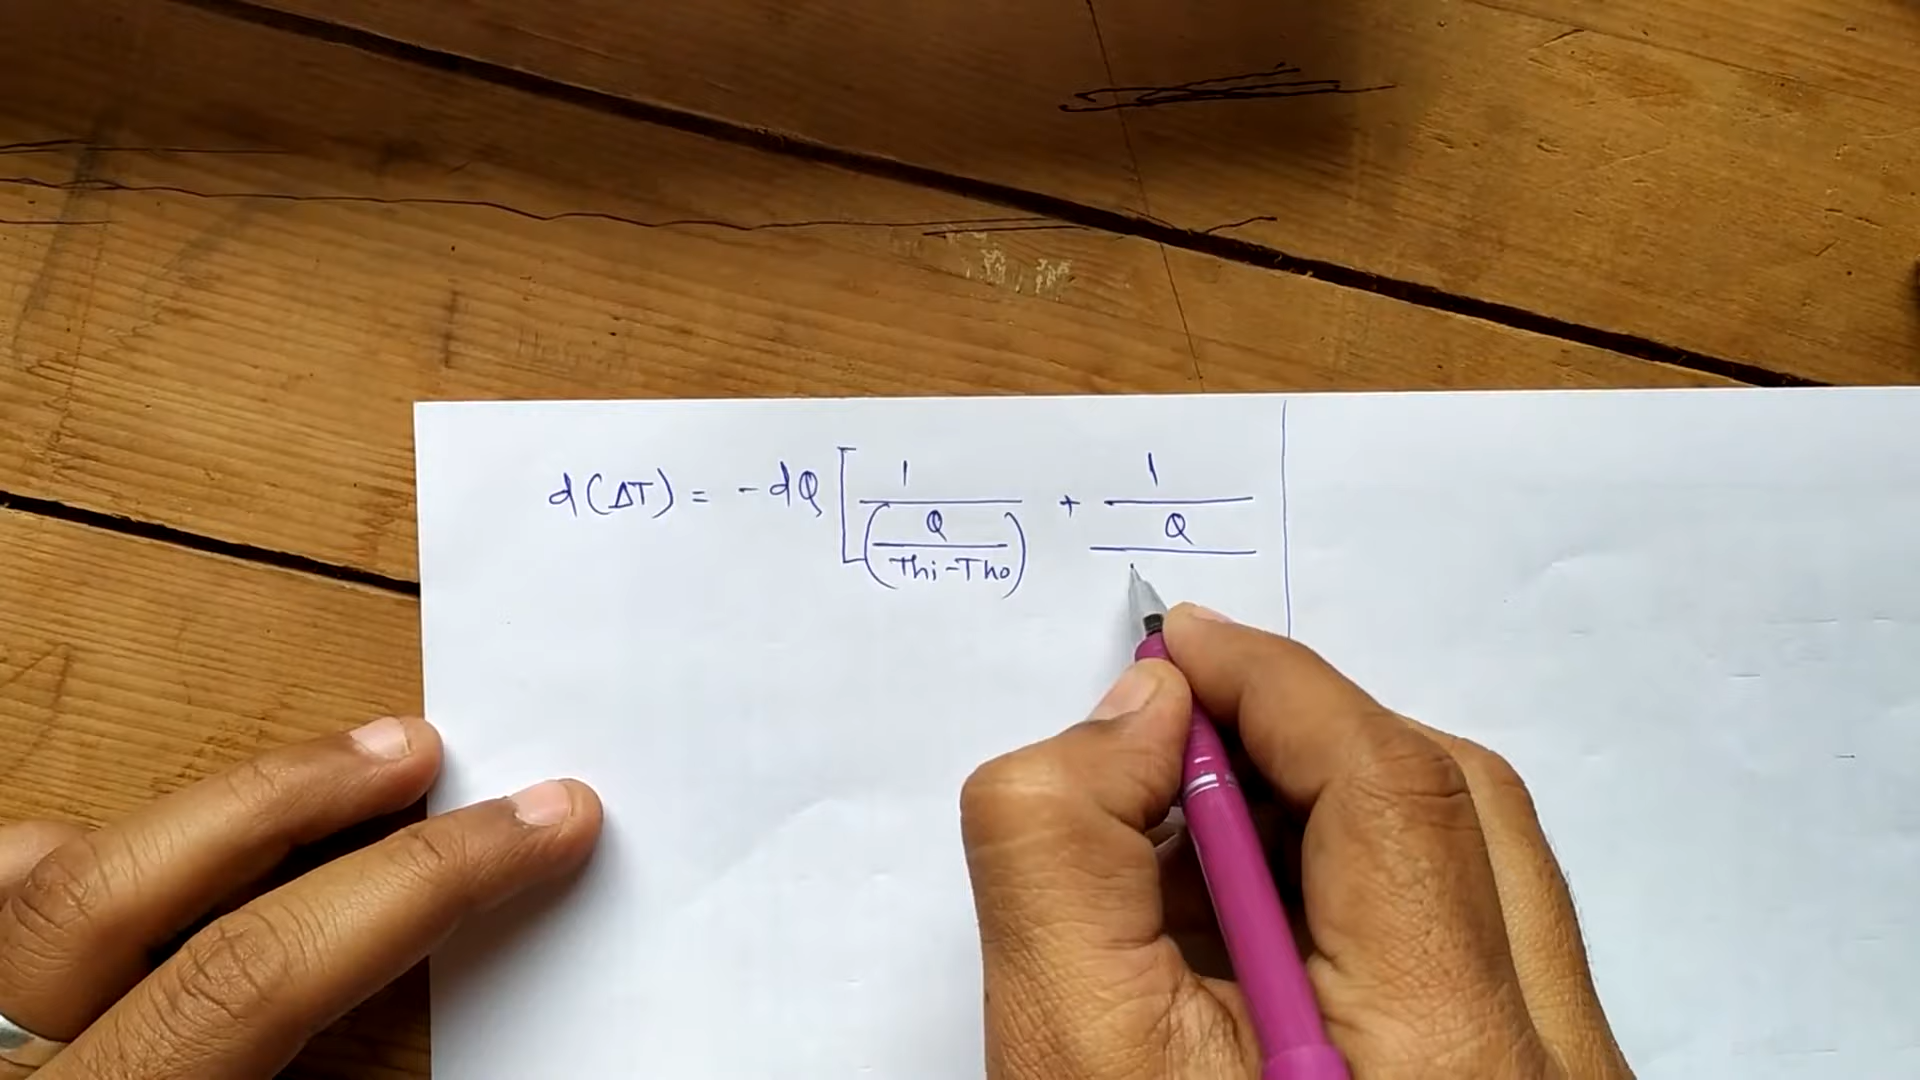 d(ΔT) = -dQ [ 1/(Q/(Thi-Tho)) + 1/(Q/